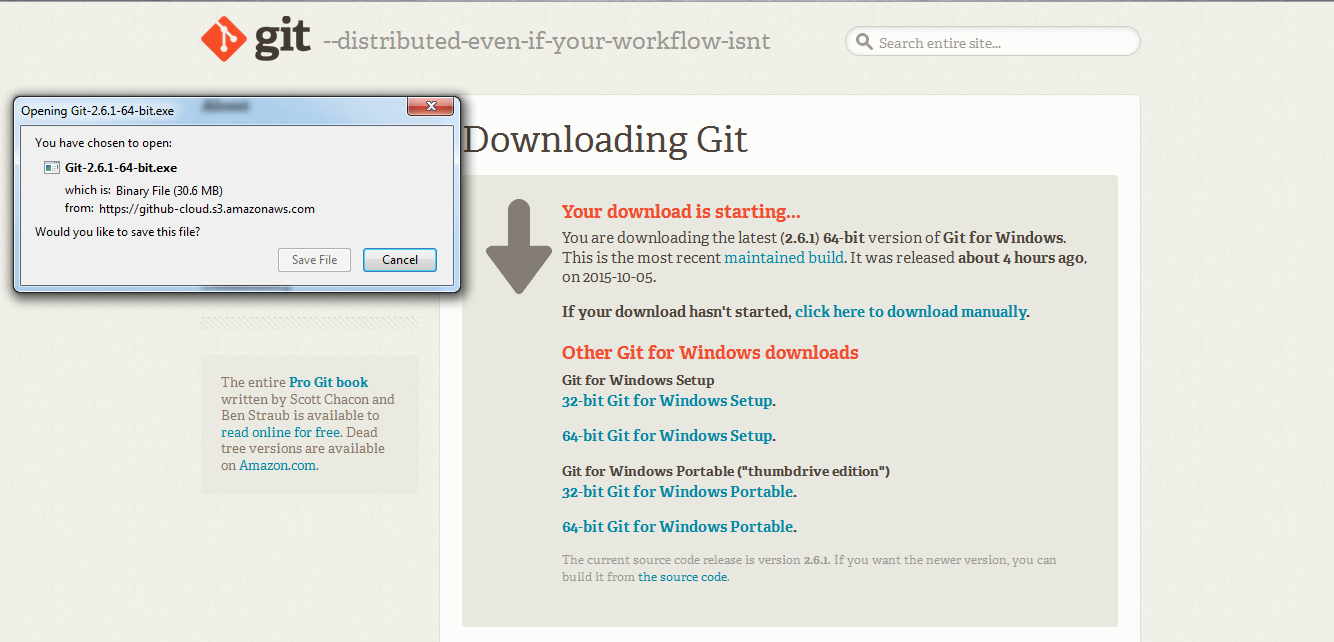 git --distributed-even-if-your-workflow-isnt
Search entire site...
Opening Git-2.6.1-64-bit.exe
You have chosen to open:
Git-2.6.1-64-bit.exe
which is: Binary File (30.6 MB)
from: https://github-cloud.s3.amazonaws.com
Would you like to save this file?
Save File
Cancel
About
The entire Pro Git book
written by Scott Chacon and
Ben Straub is available to
read online for free. Dead
tree versions are available
on Amazon.com.
Downloading Git
Your download is starting...
You are downloading the latest (2.6.1) 64-bit version of Git for Windows.
This is the most recent maintained build. It was released about 4 hours ago,
on 2015-10-05.
If your download hasn't started, click here to download manually.
Other Git for Windows downloads
Git for Windows Setup
32-bit Git for Windows Setup.
64-bit Git for Windows Setup.
Git for Windows Portable ("thumbdrive edition")
32-bit Git for Windows Portable.
64-bit Git for Windows Portable.
The current source code release is version 2.6.1. If you want the newer version, you can
build it from the source code.